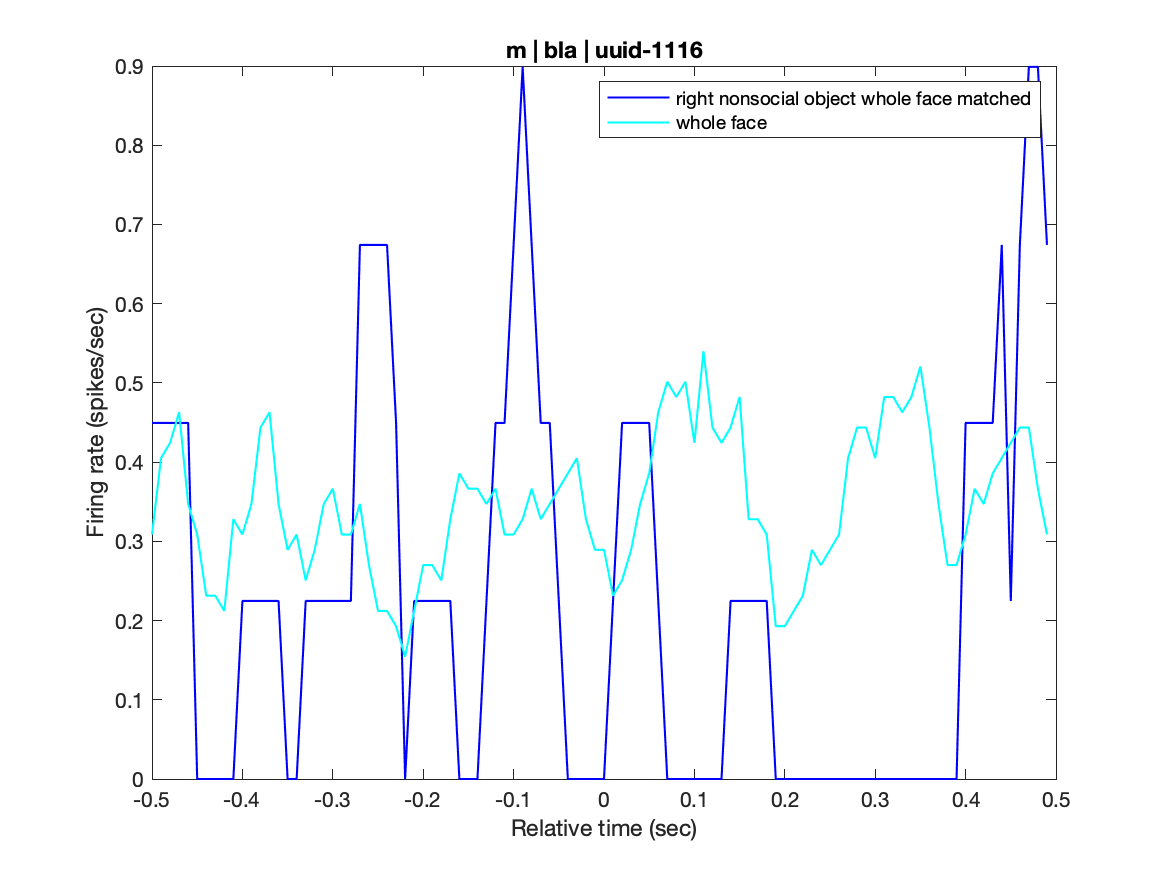 m | bla | uuid-1116
right nonsocial object whole face matched
whole face
Firing rate (spikes/sec)
0.9
0.8
0.7
0.6
0.5
0.4
0.3
0.2
0.1
0
-0.5 -0.4 -0.3 -0.2 -0.1 0 0.1 0.2 0.3 0.4 0.5
Relative time (sec)